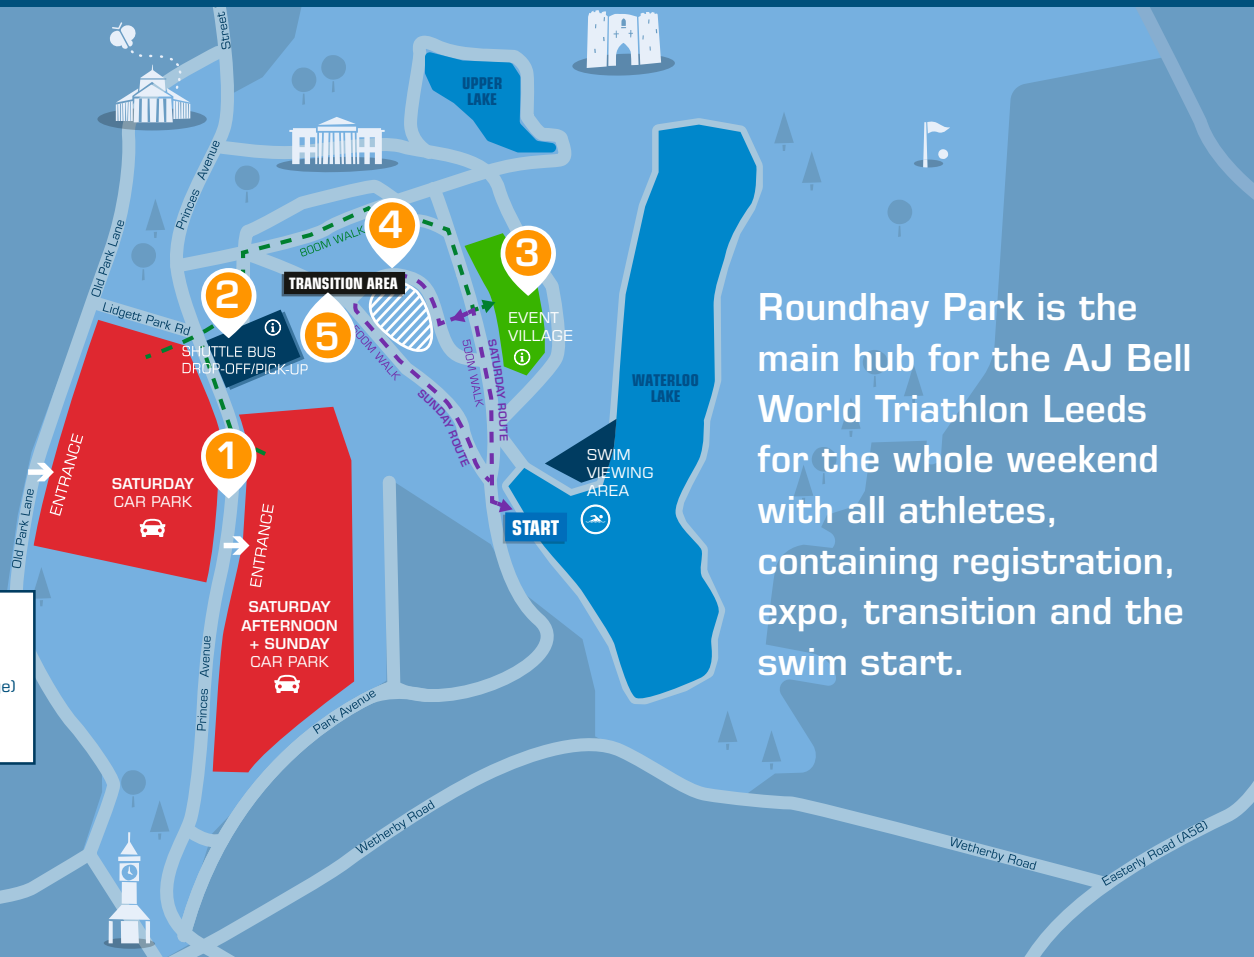 Street
UPPER
LAKE
Princes Avenue
Old Park Lane
4
800M WALK
3
TRANSITION AREA
2
Lidgett Park Rd
EVENT
VILLAGE
5
SHUTTLE BUS
DROP-OFF/PICK-UP
500M WALK
SUNDAY ROUTE
500M WALK
SATURDAY ROUTE
WATERLOO
LAKE
Roundhay Park is the
main hub for the AJ Bell
World Triathlon Leeds
for the whole weekend
with all athletes,
containing registration,
expo, transition and the
swim start.
1
ENTRANCE
SATURDAY
CAR PARK
SWIM
VIEWING
AREA
START
Old Park Lane
ENTRANCE
SATURDAY
AFTERNOON
+ SUNDAY
CAR PARK
e)
Princes Avenue
Park Avenue
Wetherby Road
Wetherby Road
Easterly Road (A58)